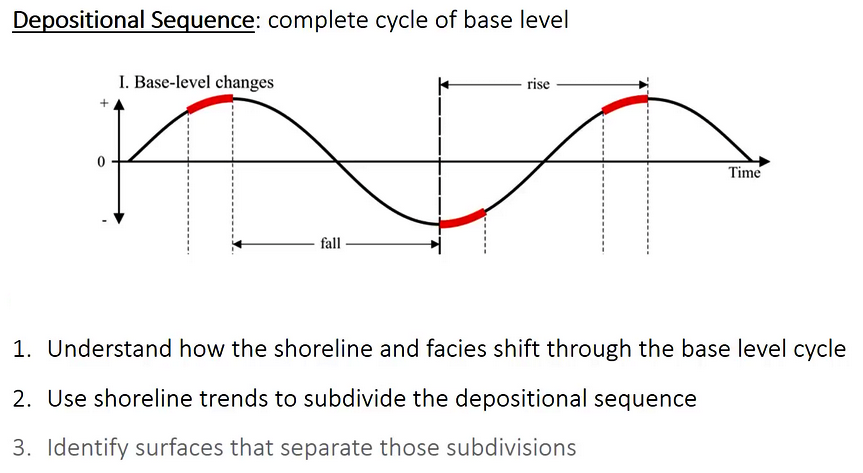 Depositional Sequence: complete cycle of base level
I. Base-level changes
rise
+
0
Time
-
fall
1. Understand how the shoreline and facies shift through the base level cycle
2. Use shoreline trends to subdivide the depositional sequence
3. Identify surfaces that separate those subdivisions